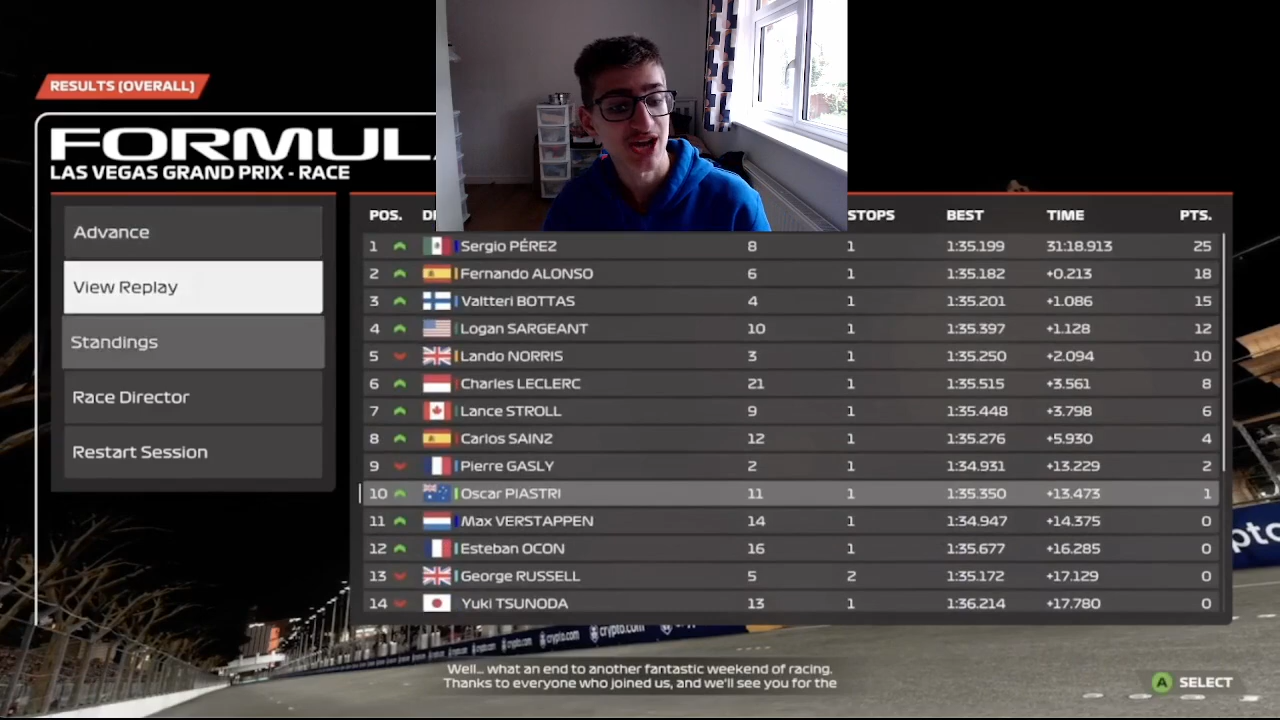 RESULTS (OVERALL)
LAS VEGAS GRAND PRIX - RACE
Advance
View Replay
Standings
Race Director
Restart Session
POS. STOPS BEST TIME PTS.
1 Sergio PÉREZ 8 1 1:35.199 31:18.913 25
2 Fernando ALONSO 6 1 1:35.182 +0.213 18
3 Valtteri BOTTAS 4 1 1:35.201 +1.086 15
4 Logan SARGEANT 10 1 1:35.397 +1.128 12
5 Lando NORRIS 3 1 1:35.250 +2.094 10
6 Charles LECLERC 21 1 1:35.515 +3.561 8
7 Lance STROLL 9 1 1:35.448 +3.798 6
8 Carlos SAINZ 12 1 1:35.276 +5.930 4
9 Pierre GASLY 2 1 1:34.931 +13.229 2
10 Oscar PIASTRI 11 1 1:35.350 +13.473 1
11 Max VERSTAPPEN 14 1 1:34.947 +14.375 0
12 Esteban OCON 16 1 1:35.677 +16.285 0
13 George RUSSELL 5 2 1:35.172 +17.129 0
14 Yuki TSUNODA 13 1 1:36.214 +17.780 0
crypto.com crypto.com crypto.com
Well... what an end to another fantastic weekend of racing.
Thanks to everyone who joined us, and we'll see you for the
A SELECT